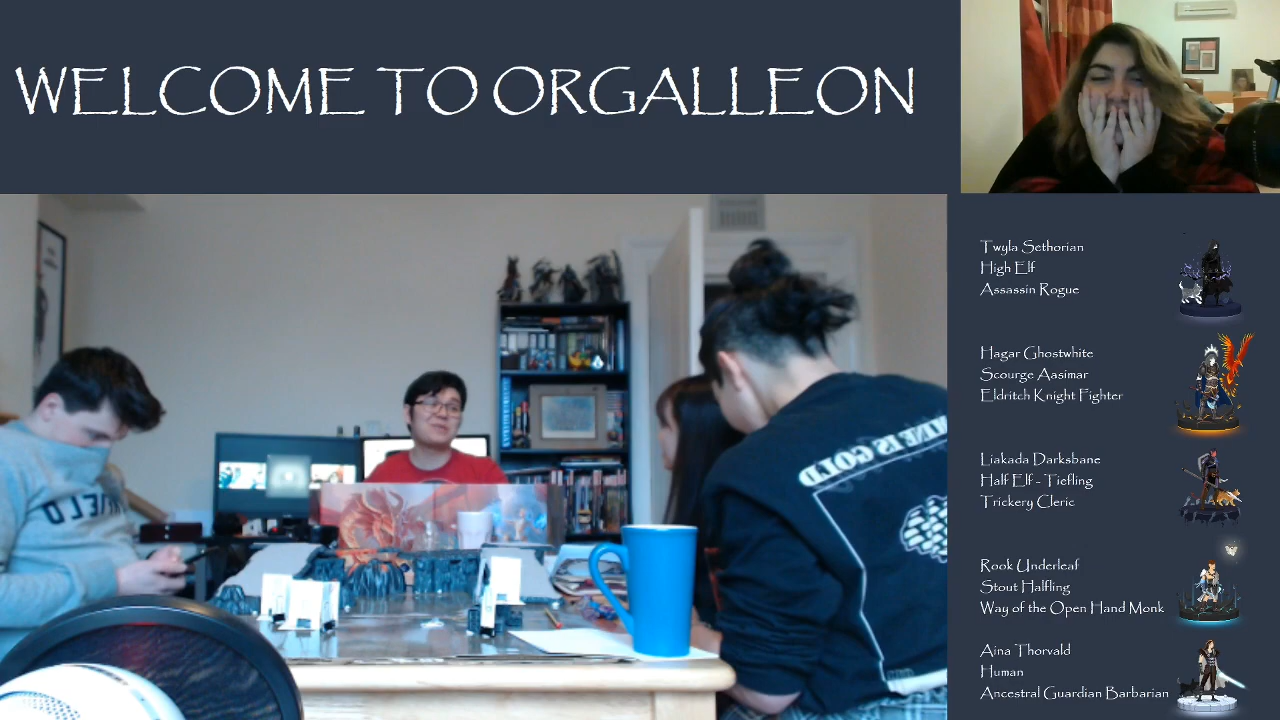 WELCOME TO ORGALLEON
Twyla Sethorian
High Elf
Assassin Rogue
Hagar Ghostwhite
Scourge Aasimar
Eldritch Knight Fighter
Liakada Darksbane
Half Elf - Tiefling
Trickery Cleric
Rook Underleaf
Stout Halfling
Way of the Open Hand Monk
Aina Thorvald
Human
Ancestral Guardian Barbarian
IS GOLD